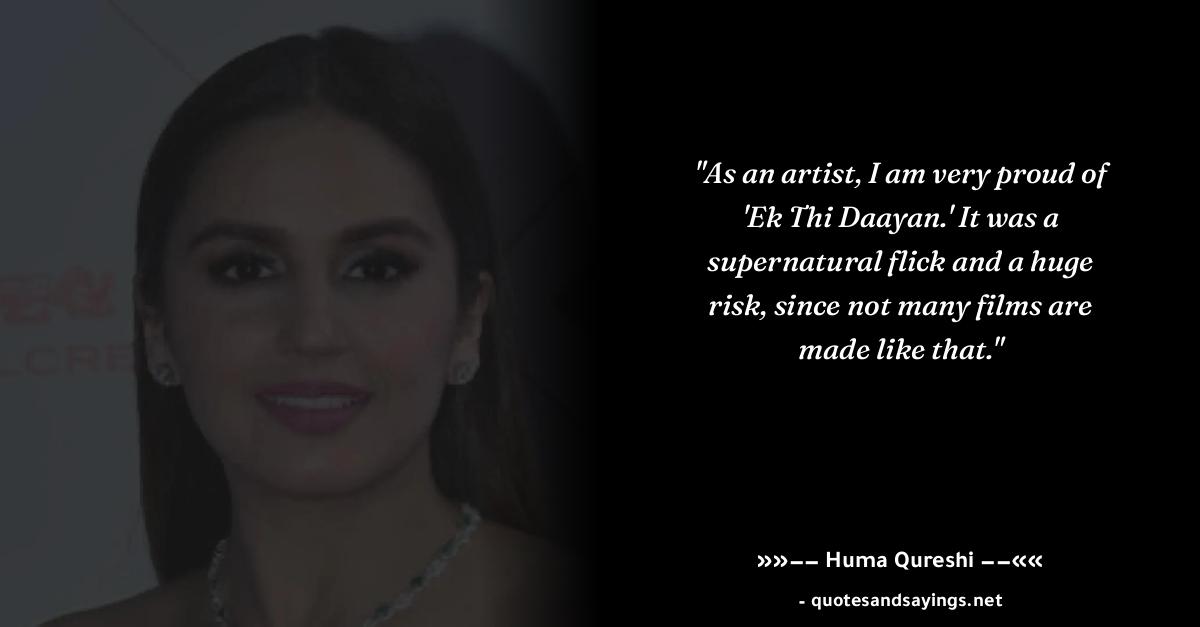 "As an artist, I am very proud of
'Ek Thi Daayan.' It was a
supernatural flick and a huge
risk, since not many films are
made like that."
»»−− Huma Qureshi −−««
- quotesandsayings.net